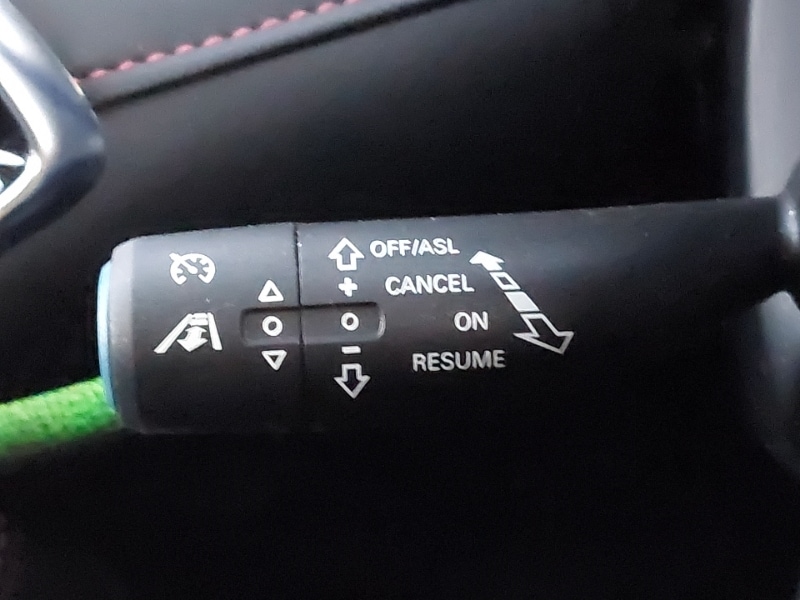 OFF/ASL
+ CANCEL
ON
− RESUME